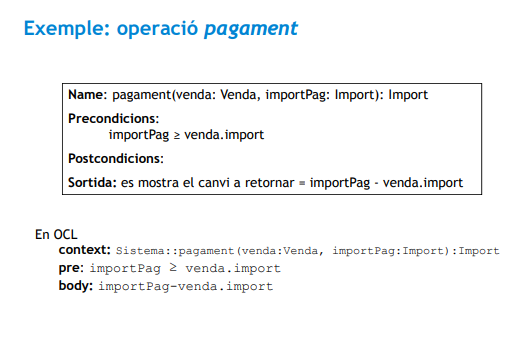 Exemple: operació pagament
Name: pagament(venda: Venda, importPag: Import): Import
Precondicions:
importPag ≥ venda.import
Postcondicions:
Sortida: es mostra el canvi a retornar = importPag - venda.import
En OCL
context: Sistema::pagament(venda:Venda, importPag:Import):Import
pre: importPag ≥ venda.import
body: importPag-venda.import